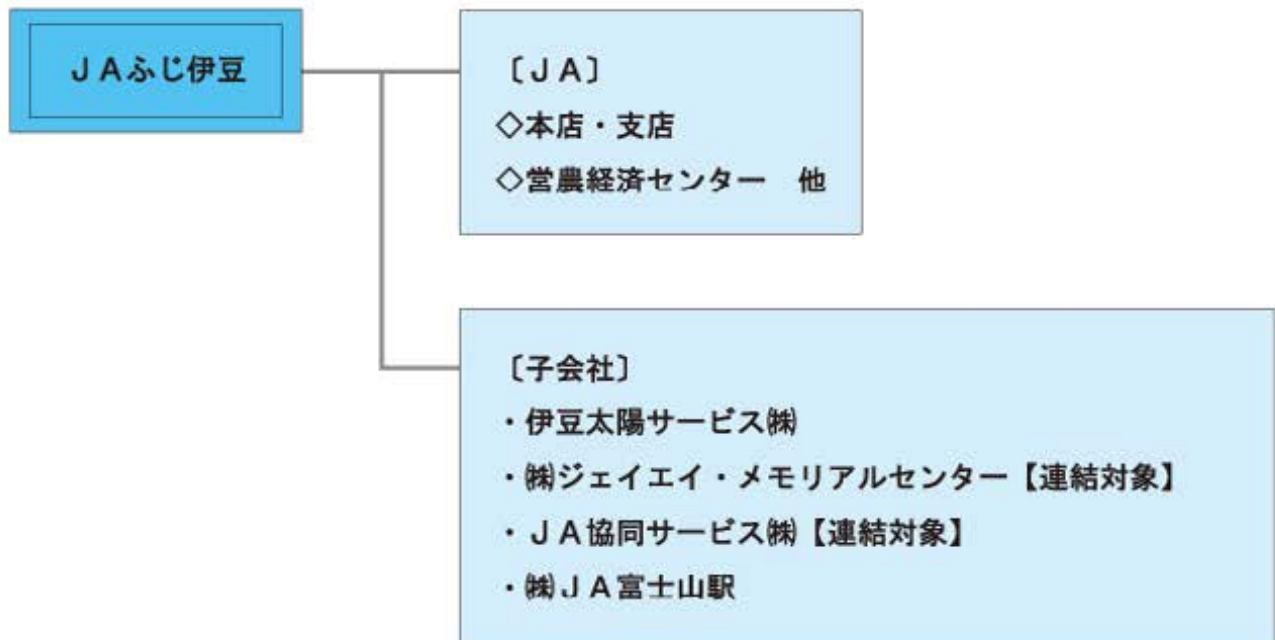 ＪＡふじ伊豆
〔ＪＡ〕
◇本店・支店
◇営農経済センター　他
〔子会社〕
・伊豆太陽サービス㈱
・㈱ジェイエイ・メモリアルセンター【連結対象】
・ＪＡ協同サービス㈱【連結対象】
・㈱ＪＡ富士山駅